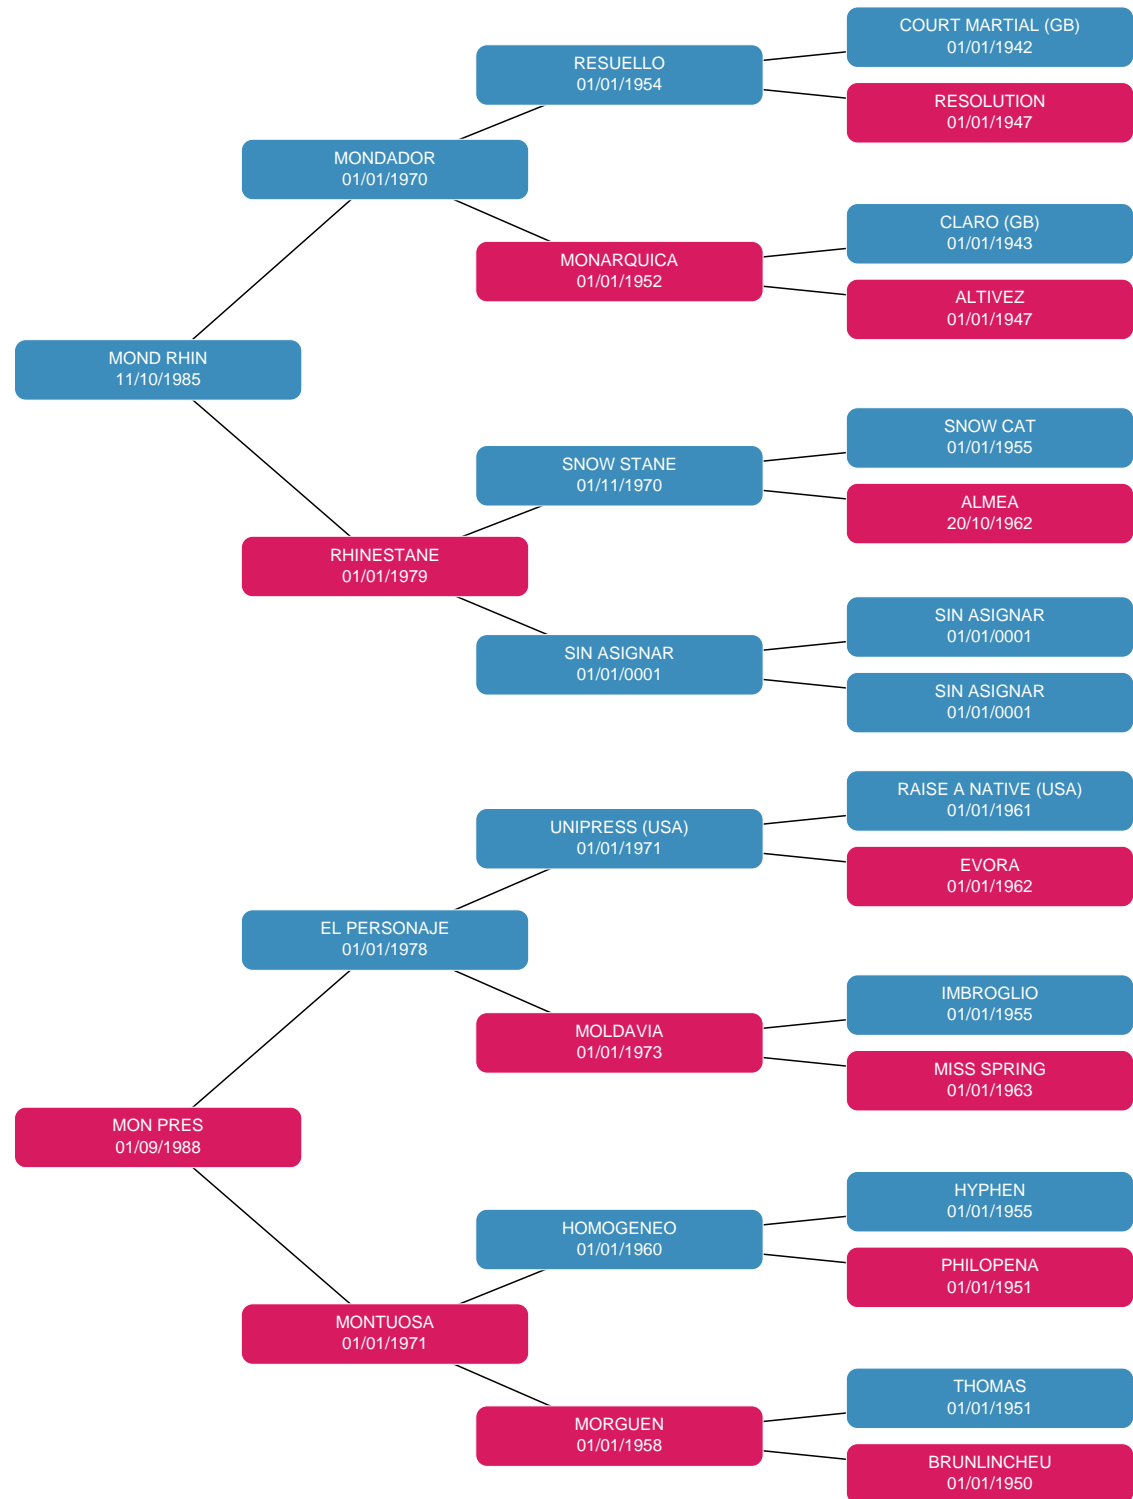 COURT MARTIAL (GB)
01/01/1942
RESUELLO
01/01/1954
RESOLUTION
01/01/1947
MONDADOR
01/01/1970
CLARO (GB)
01/01/1943
MONARQUICA
01/01/1952
ALTIVEZ
01/01/1947
MOND RHIN
11/10/1985
SNOW CAT
01/01/1955
SNOW STANE
01/11/1970
ALMEA
20/10/1962
RHINESTANE
01/01/1979
SIN ASIGNAR
01/01/0001
SIN ASIGNAR
01/01/0001
SIN ASIGNAR
01/01/0001
RAISE A NATIVE (USA)
01/01/1961
UNIPRESS (USA)
01/01/1971
EVORA
01/01/1962
EL PERSONAJE
01/01/1978
IMBROGLIO
01/01/1955
MOLDAVIA
01/01/1973
MISS SPRING
01/01/1963
MON PRES
01/09/1988
HYPHEN
01/01/1955
HOMOGENEO
01/01/1960
PHILOPENA
01/01/1951
MONTUOSA
01/01/1971
THOMAS
01/01/1951
MORGUEN
01/01/1958
BRUNLINCHEU
01/01/1950